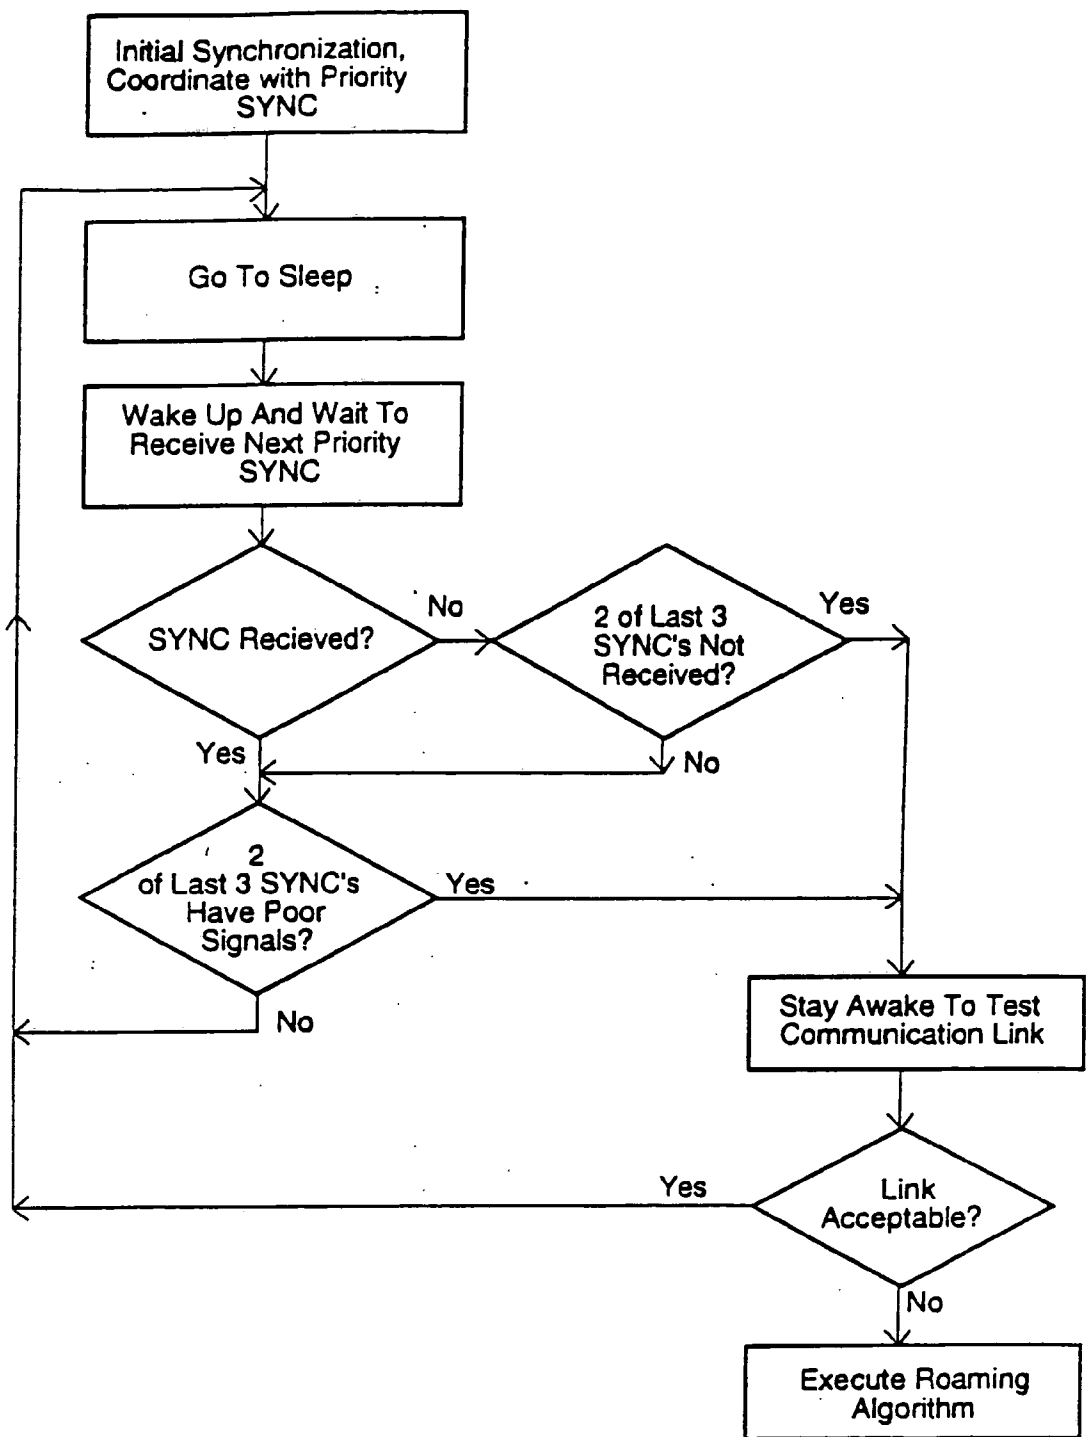 Initial Synchronization,
Coordinate with Priority
SYNC
Go To Sleep
Wake Up And Wait To
Receive Next Priority
SYNC
SYNC Recieved?
No
2 of Last 3
SYNC's Not
Received?
Yes
Yes
No
2
of Last 3 SYNC's
Have Poor
Signals?
Yes
No
Stay Awake To Test
Communication Link
Link
Acceptable?
Yes
No
Execute Roaming
Algorithm